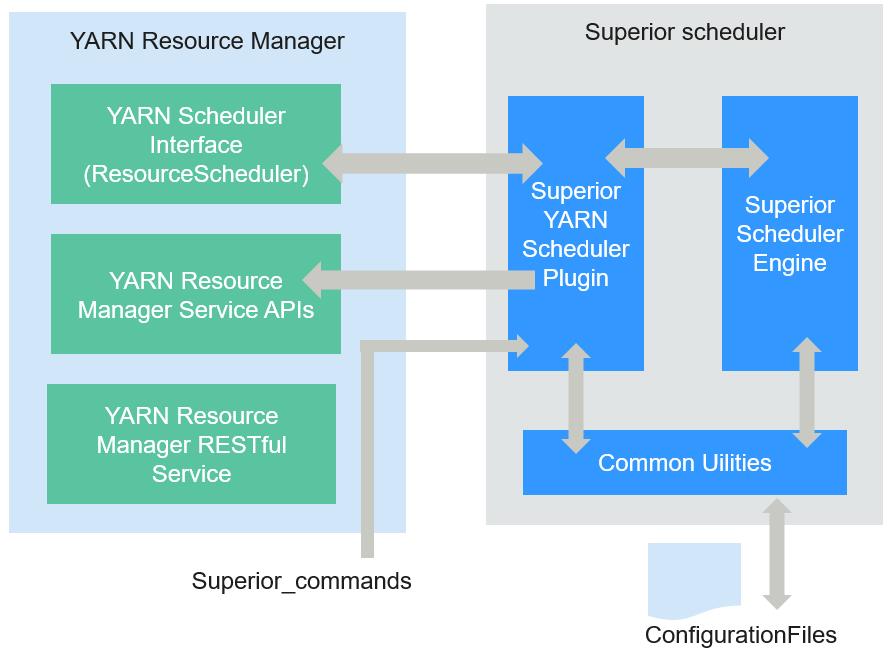 YARN Resource Manager
Superior scheduler
YARN Scheduler
Interface
(ResourceScheduler)
Superior
YARN
Scheduler
Plugin
Superior
Scheduler
Engine
YARN Resource
Manager Service APIs
YARN Resource
Manager RESTful
Service
Common Uilities
Superior_commands
ConfigurationFiles